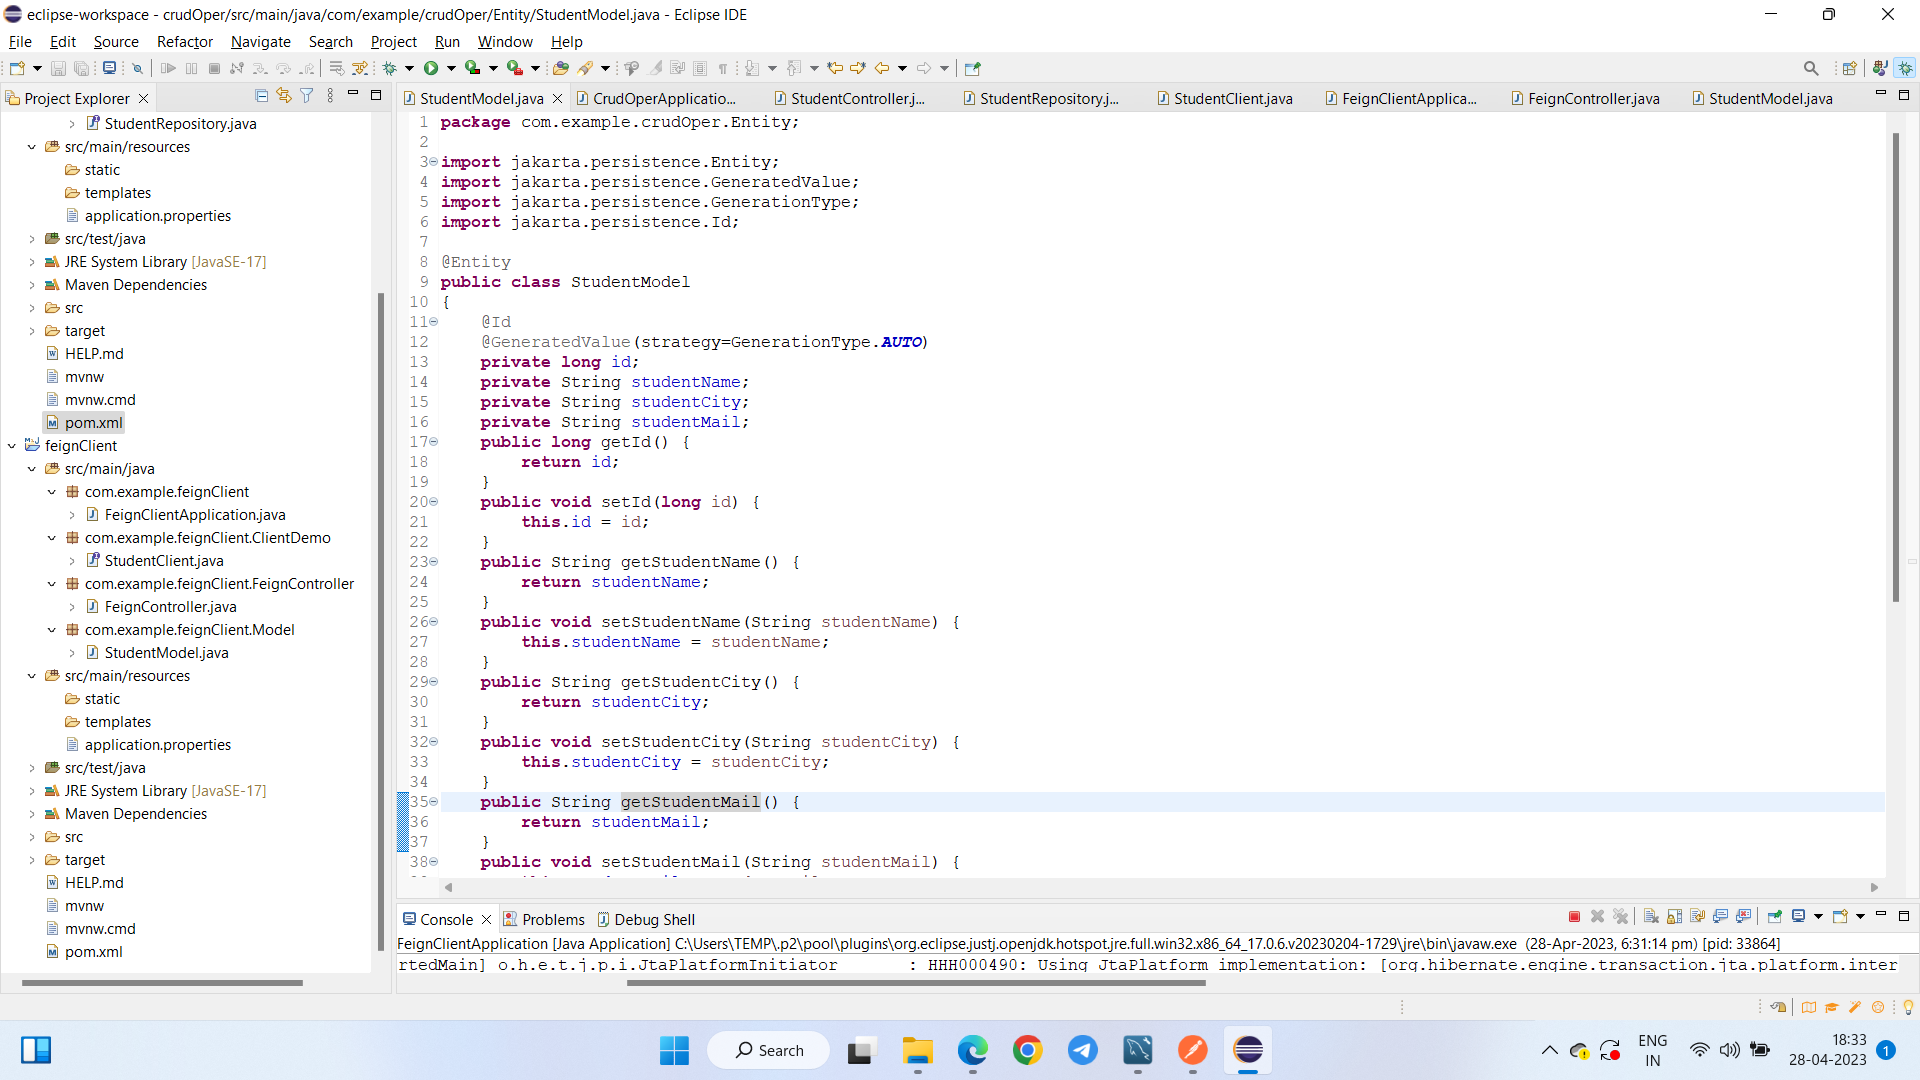 eclipse-workspace - crudOper/src/main/java/com/example/crudOper/Entity/StudentModel.java - Eclipse IDE
File Edit Source Refactor Navigate Search Project Run Window Help
Project Explorer
StudentRepository.java
src/main/resources
static
templates
application.properties
src/test/java
JRE System Library [JavaSE-17]
Maven Dependencies
src
target
HELP.md
mvnw
mvnw.cmd
pom.xml
feignClient
src/main/java
com.example.feignClient
FeignClientApplication.java
com.example.feignClient.ClientDemo
StudentClient.java
com.example.feignClient.FeignController
FeignController.java
com.example.feignClient.Model
StudentModel.java
src/main/resources
static
templates
application.properties
src/test/java
JRE System Library [JavaSE-17]
Maven Dependencies
src
target
HELP.md
mvnw
mvnw.cmd
pom.xml
StudentModel.java CrudOperApplicatio... StudentController.j... StudentRepository.j... StudentClient.java FeignClientApplica... FeignController.java StudentModel.java
1 package com.example.crudOper.Entity;
2
3 import jakarta.persistence.Entity;
4 import jakarta.persistence.GeneratedValue;
5 import jakarta.persistence.GenerationType;
6 import jakarta.persistence.Id;
7
8 @Entity
9 public class StudentModel
10 {
11 @Id
12 @GeneratedValue(strategy=GenerationType.AUTO)
13 private long id;
14 private String studentName;
15 private String studentCity;
16 private String studentMail;
17 public long getId() {
18 return id;
19 }
20 public void setId(long id) {
21 this.id = id;
22 }
23 public String getStudentName() {
24 return studentName;
25 }
26 public void setStudentName(String studentName) {
27 this.studentName = studentName;
28 }
29 public String getStudentCity() {
30 return studentCity;
31 }
32 public void setStudentCity(String studentCity) {
33 this.studentCity = studentCity;
34 }
35 public String getStudentMail() {
36 return studentMail;
37 }
38 public void setStudentMail(String studentMail) {
Console Problems Debug Shell
FeignClientApplication [Java Application] C:\Users\TEMP\.p2\pool\plugins\org.eclipse.justj.openjdk.hotspot.jre.full.win32.x86_64_17.0.6.v20230204-1729\jre\bin\javaw.exe (28-Apr-2023, 6:31:14 pm) [pid: 33864]
rtedMain] o.h.e.t.j.p.i.JtaPlatformInitiator : HHH000490: Using JtaPlatform implementation: [org.hibernate.engine.transaction.jta.platform.inter
Search
ENG
IN
18:33
28-04-2023
1